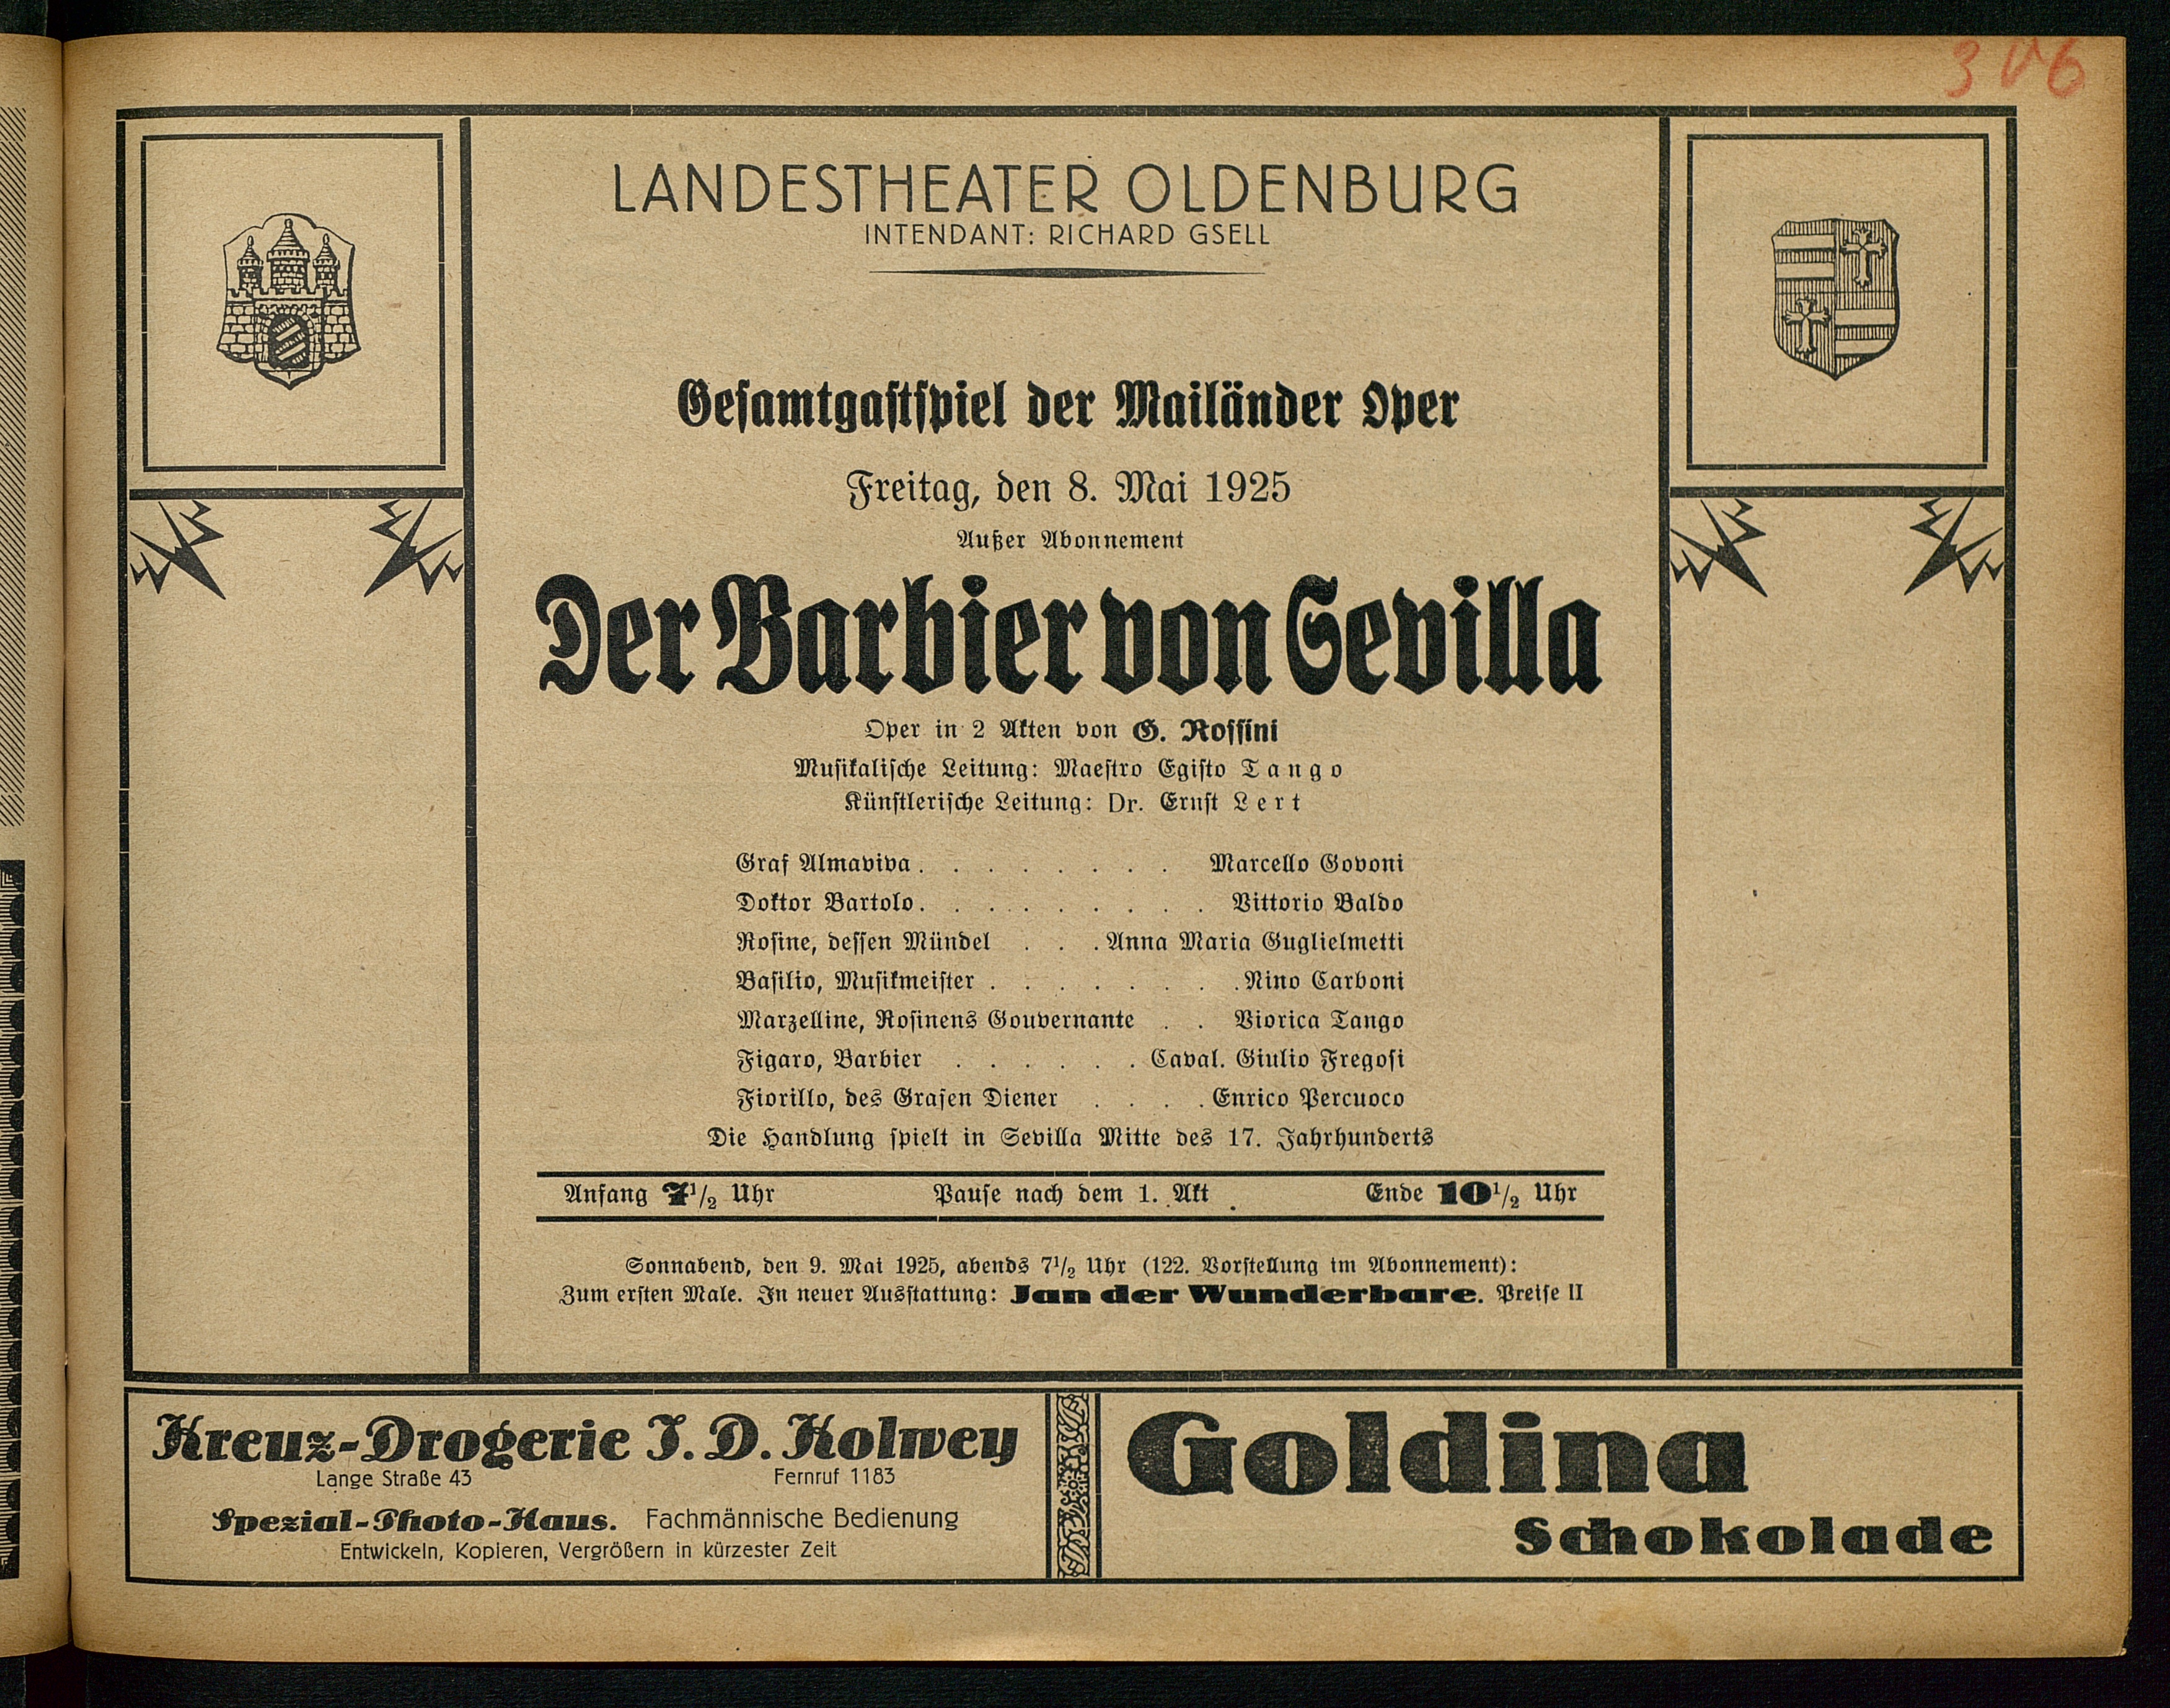 306
LANDESTHEATER OLDENBURG
INTENDANT: RICHARD GSELL
Gesamtgastspiel der Mailänder Oper
Freitag, den 8. Mai 1925
Außer Abonnement
Der Barbier von Sevilla
Oper in 2 Akten von G. Rossini
Musikalische Leitung: Maestro Egisto Tango
Künstlerische Leitung: Dr. Ernst Lert
Graf Almaviva . . . . . . . . Marcello Govoni
Doktor Bartolo . . . . . . . . . Vittorio Baldo
Rosine, dessen Mündel . . . Anna Maria Guglielmetti
Basilio, Musikmeister . . . . . . . . Nino Carboni
Marzelline, Rosinens Gouvernante . . Viorica Tango
Figaro, Barbier . . . . . . Caval. Giulio Fregosi
Fiorillo, des Grafen Diener . . . . Enrico Percuoco
Die Handlung spielt in Sevilla Mitte des 17. Jahrhunderts
Anfang 7 1/2 Uhr Pause nach dem 1. Akt Ende 10 1/2 Uhr
Sonnabend, den 9. Mai 1925, abends 7 1/2 Uhr (122. Vorstellung im Abonnement):
Zum ersten Male. In neuer Ausstattung: Jan der Wunderbare. Preise II
Kreuz-Drogerie J. D. Kolwey
Lange Straße 43 Fernruf 1183
Spezial-Photo-Haus. Fachmännische Bedienung
Entwickeln, Kopieren, Vergrößern in kürzester Zeit
Goldina
Schokolade